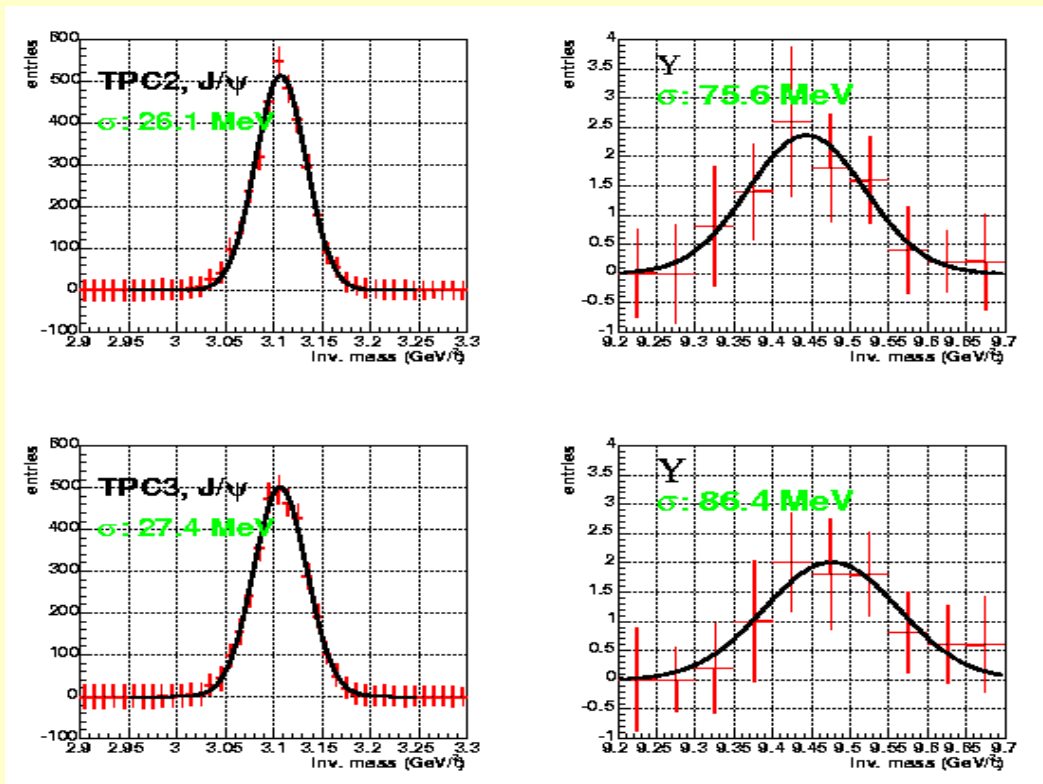 entries
600
500
400
300
200
100
0
-100
TPC2, J/ψ
σ: 26.1 MeV
2.9 2.95 3 3.05 3.1 3.15 3.2 3.25 3.3
Inv. mass (GeV/c²)
entries
4
3.5
3
2.5
2
1.5
1
0.5
0
-0.5
-1
Υ
σ: 75.6 MeV
9.2 9.25 9.3 9.35 9.4 9.45 9.5 9.55 9.6 9.65 9.7
Inv. mass (GeV/c²)
entries
600
500
400
300
200
100
0
-100
TPC3, J/ψ
σ: 27.4 MeV
2.9 2.95 3 3.05 3.1 3.15 3.2 3.25 3.3
Inv. mass (GeV/c²)
entries
4
3.5
3
2.5
2
1.5
1
0.5
0
-0.5
-1
Υ
σ: 86.4 MeV
9.2 9.25 9.3 9.35 9.4 9.45 9.5 9.55 9.6 9.65 9.7
Inv. mass (GeV/c²)